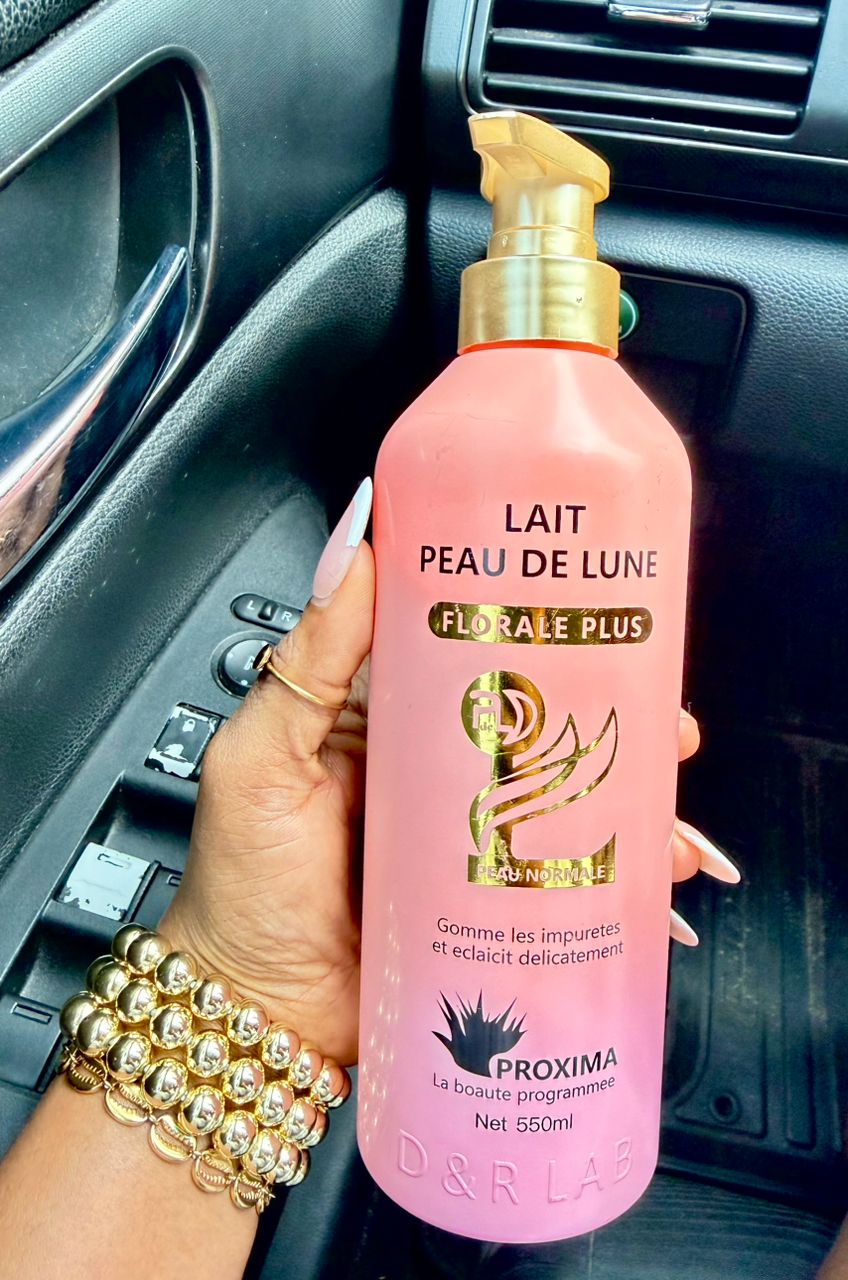 LAIT
PEAU DE LUNE
FLORALE PLUS
PEAU NORMALE
Gomme les impuretes
et eclaicit delicatement
PROXIMA
La boaute programmee
Net 550ml
D & R LAB
L R